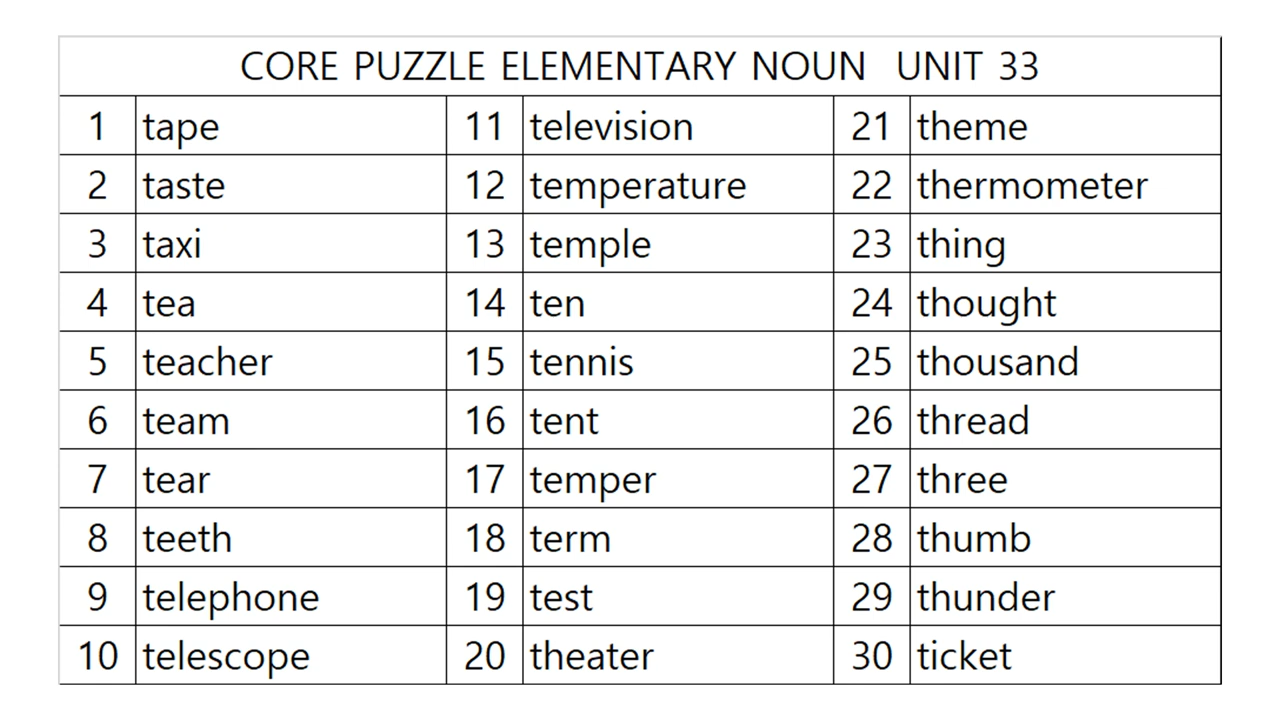 CORE PUZZLE ELEMENTARY NOUN  UNIT 33
1 tape 11 television 21 theme
2 taste 12 temperature 22 thermometer
3 taxi 13 temple 23 thing
4 tea 14 ten 24 thought
5 teacher 15 tennis 25 thousand
6 team 16 tent 26 thread
7 tear 17 temper 27 three
8 teeth 18 term 28 thumb
9 telephone 19 test 29 thunder
10 telescope 20 theater 30 ticket